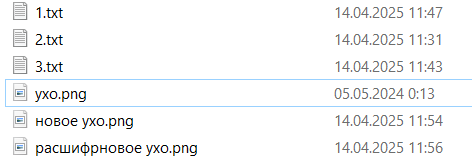 1.txt 14.04.2025 11:47
2.txt 14.04.2025 11:31
3.txt 14.04.2025 11:43
ухо.png 05.05.2024 0:13
новое ухо.png 14.04.2025 11:54
расшифрновое ухо.png 14.04.2025 11:56